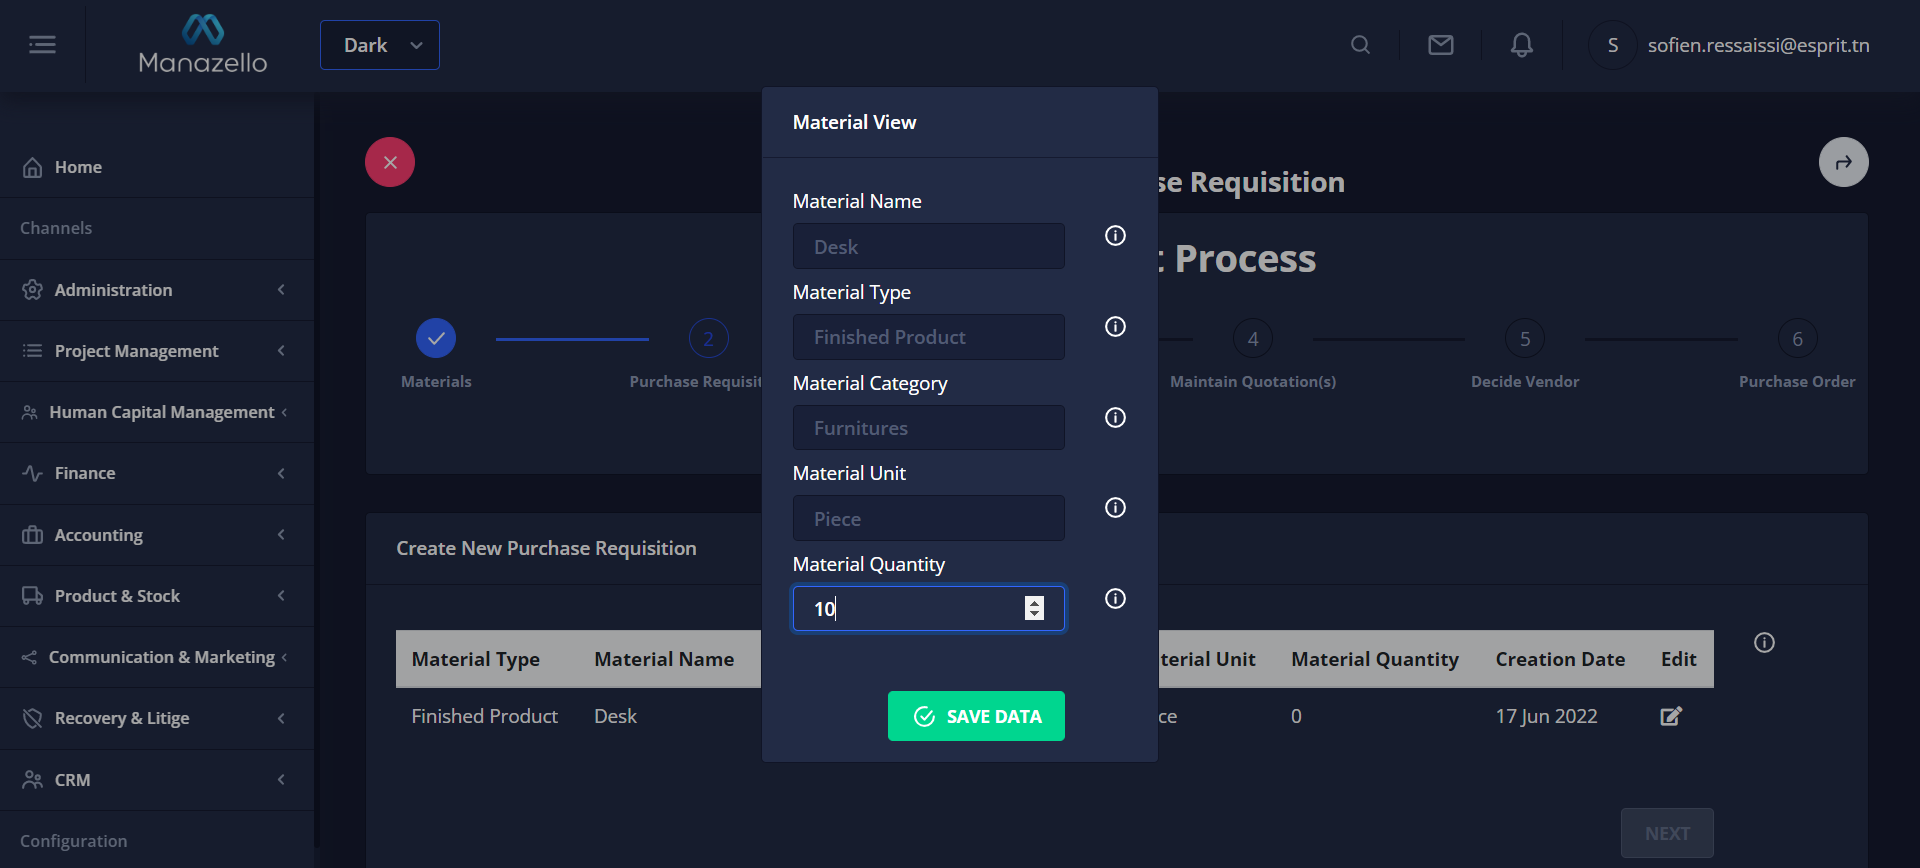 Manazello
Dark
S
sofien.ressaissi@esprit.tn
Home
Channels
Administration
Project Management
Human Capital Management
Finance
Accounting
Product & Stock
Communication & Marketing
Recovery & Litige
CRM
Configuration
se Requisition
t Process
Materials
2
Purchase Requisit
4
Maintain Quotation(s)
5
Decide Vendor
6
Purchase Order
Create New Purchase Requisition
Material Type Material Name terial Unit Material Quantity Creation Date Edit
Finished Product Desk ce 0 17 Jun 2022
NEXT
Material View
Material Name
Desk
Material Type
Finished Product
Material Category
Furnitures
Material Unit
Piece
Material Quantity
10
SAVE DATA